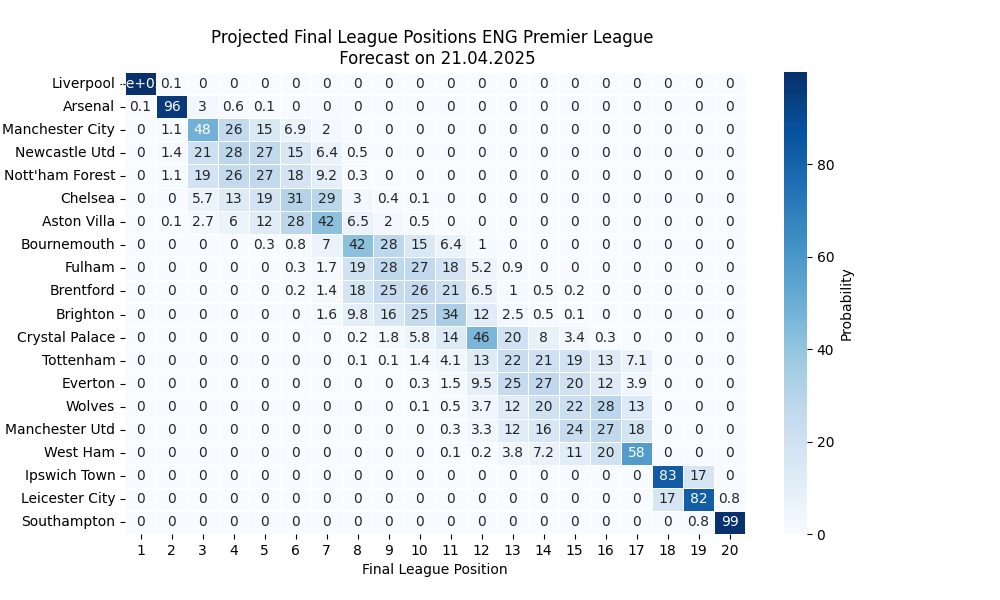 Projected Final League Positions ENG Premier League
Forecast on 21.04.2025
Liverpool e+0 0.1 0 0 0 0 0 0 0 0 0 0 0 0 0 0 0 0 0 0
Arsenal 0.1 96 3 0.6 0.1 0 0 0 0 0 0 0 0 0 0 0 0 0 0 0
Manchester City 0 1.1 48 26 15 6.9 2 0 0 0 0 0 0 0 0 0 0 0 0 0
Newcastle Utd 0 1.4 21 28 27 15 6.4 0.5 0 0 0 0 0 0 0 0 0 0 0 0
Nott'ham Forest 0 1.1 19 26 27 18 9.2 0.3 0 0 0 0 0 0 0 0 0 0 0 0
Chelsea 0 0 5.7 13 19 31 29 3 0.4 0.1 0 0 0 0 0 0 0 0 0 0
Aston Villa 0 0.1 2.7 6 12 28 42 6.5 2 0.5 0 0 0 0 0 0 0 0 0 0
Bournemouth 0 0 0 0 0.3 0.8 7 42 28 15 6.4 1 0 0 0 0 0 0 0 0
Fulham 0 0 0 0 0 0.3 1.7 19 28 27 18 5.2 0.9 0 0 0 0 0 0 0
Brentford 0 0 0 0 0 0.2 1.4 18 25 26 21 6.5 1 0.5 0.2 0 0 0 0 0
Brighton 0 0 0 0 0 0 1.6 9.8 16 25 34 12 2.5 0.5 0.1 0 0 0 0 0
Crystal Palace 0 0 0 0 0 0 0 0.2 1.8 5.8 14 46 20 8 3.4 0.3 0 0 0 0
Tottenham 0 0 0 0 0 0 0 0.1 0.1 1.4 4.1 13 22 21 19 13 7.1 0 0 0
Everton 0 0 0 0 0 0 0 0 0 0.3 1.5 9.5 25 27 20 12 3.9 0 0 0
Wolves 0 0 0 0 0 0 0 0 0 0.1 0.5 3.7 12 20 22 28 13 0 0 0
Manchester Utd 0 0 0 0 0 0 0 0 0 0 0.3 3.3 12 16 24 27 18 0 0 0
West Ham 0 0 0 0 0 0 0 0 0 0 0.1 0.2 3.8 7.2 11 20 58 0 0 0
Ipswich Town 0 0 0 0 0 0 0 0 0 0 0 0 0 0 0 0 0 83 17 0
Leicester City 0 0 0 0 0 0 0 0 0 0 0 0 0 0 0 0 0 17 82 0.8
Southampton 0 0 0 0 0 0 0 0 0 0 0 0 0 0 0 0 0 0 0.8 99
1 2 3 4 5 6 7 8 9 10 11 12 13 14 15 16 17 18 19 20
Final League Position
80
60
40
20
0
Probability